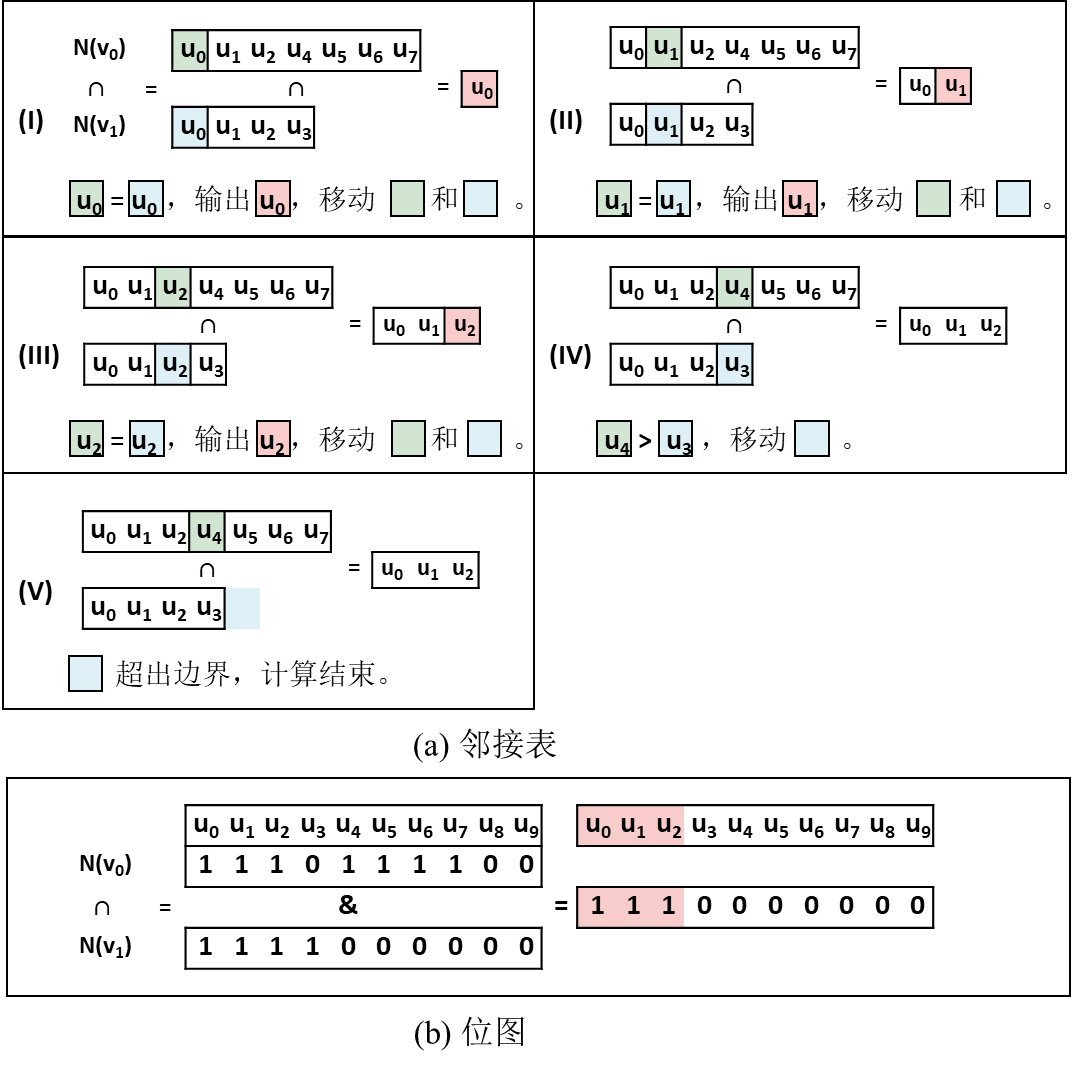 (I)
N(v₀) ∩ N(v₁) = u₀ u₁ u₂ u₄ u₅ u₆ u₇ ∩ u₀ u₁ u₂ u₃ = u₀
u₀ = u₀，输出 u₀，移动 和 。
(II)
u₀ u₁ u₂ u₄ u₅ u₆ u₇ ∩ u₀ u₁ u₂ u₃ = u₀ u₁
u₁ = u₁，输出 u₁，移动 和 。
(III)
u₀ u₁ u₂ u₄ u₅ u₆ u₇ ∩ u₀ u₁ u₂ u₃ = u₀ u₁ u₂
u₂ = u₂，输出 u₂，移动 和 。
(IV)
u₀ u₁ u₂ u₄ u₅ u₆ u₇ ∩ u₀ u₁ u₂ u₃ = u₀ u₁ u₂
u₄ > u₃，移动 。
(V)
u₀ u₁ u₂ u₄ u₅ u₆ u₇ ∩ u₀ u₁ u₂ u₃ = u₀ u₁ u₂
超出边界，计算结束。
(a) 邻接表
u₀ u₁ u₂ u₃ u₄ u₅ u₆ u₇ u₈ u₉ u₀ u₁ u₂ u₃ u₄ u₅ u₆ u₇ u₈ u₉
N(v₀) 1 1 1 0 1 1 1 1 0 0
∩ = & = 1 1 1 0 0 0 0 0 0 0
N(v₁) 1 1 1 1 0 0 0 0 0 0
(b) 位图